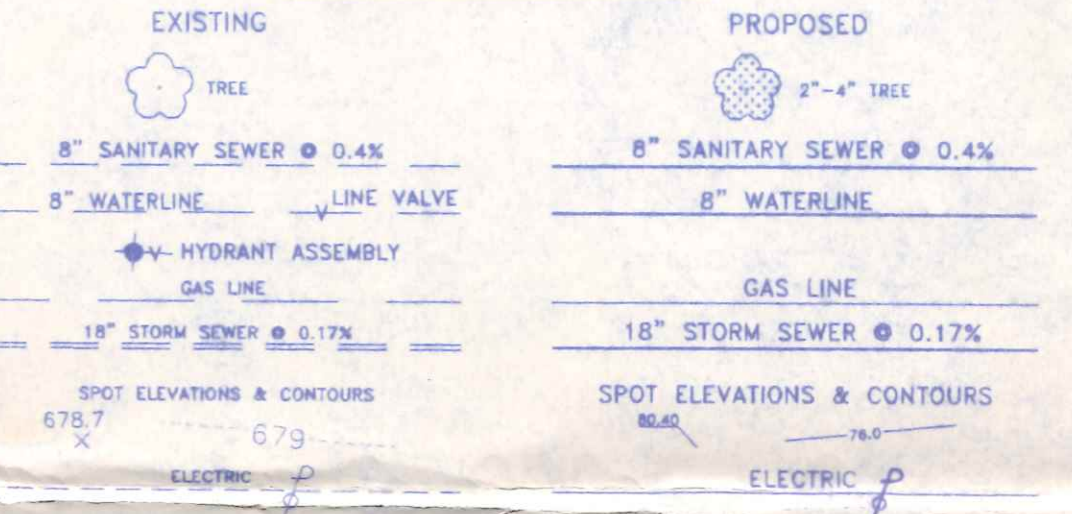 EXISTING
TREE
8" SANITARY SEWER @ 0.4%
8" WATERLINE
LINE VALVE
HYDRANT ASSEMBLY
GAS LINE
18" STORM SEWER @ 0.17%
SPOT ELEVATIONS & CONTOURS
678.7
679
ELECTRIC
PROPOSED
2"-4" TREE
8" SANITARY SEWER @ 0.4%
8" WATERLINE
GAS LINE
18" STORM SEWER @ 0.17%
SPOT ELEVATIONS & CONTOURS
80.40
76.0
ELECTRIC